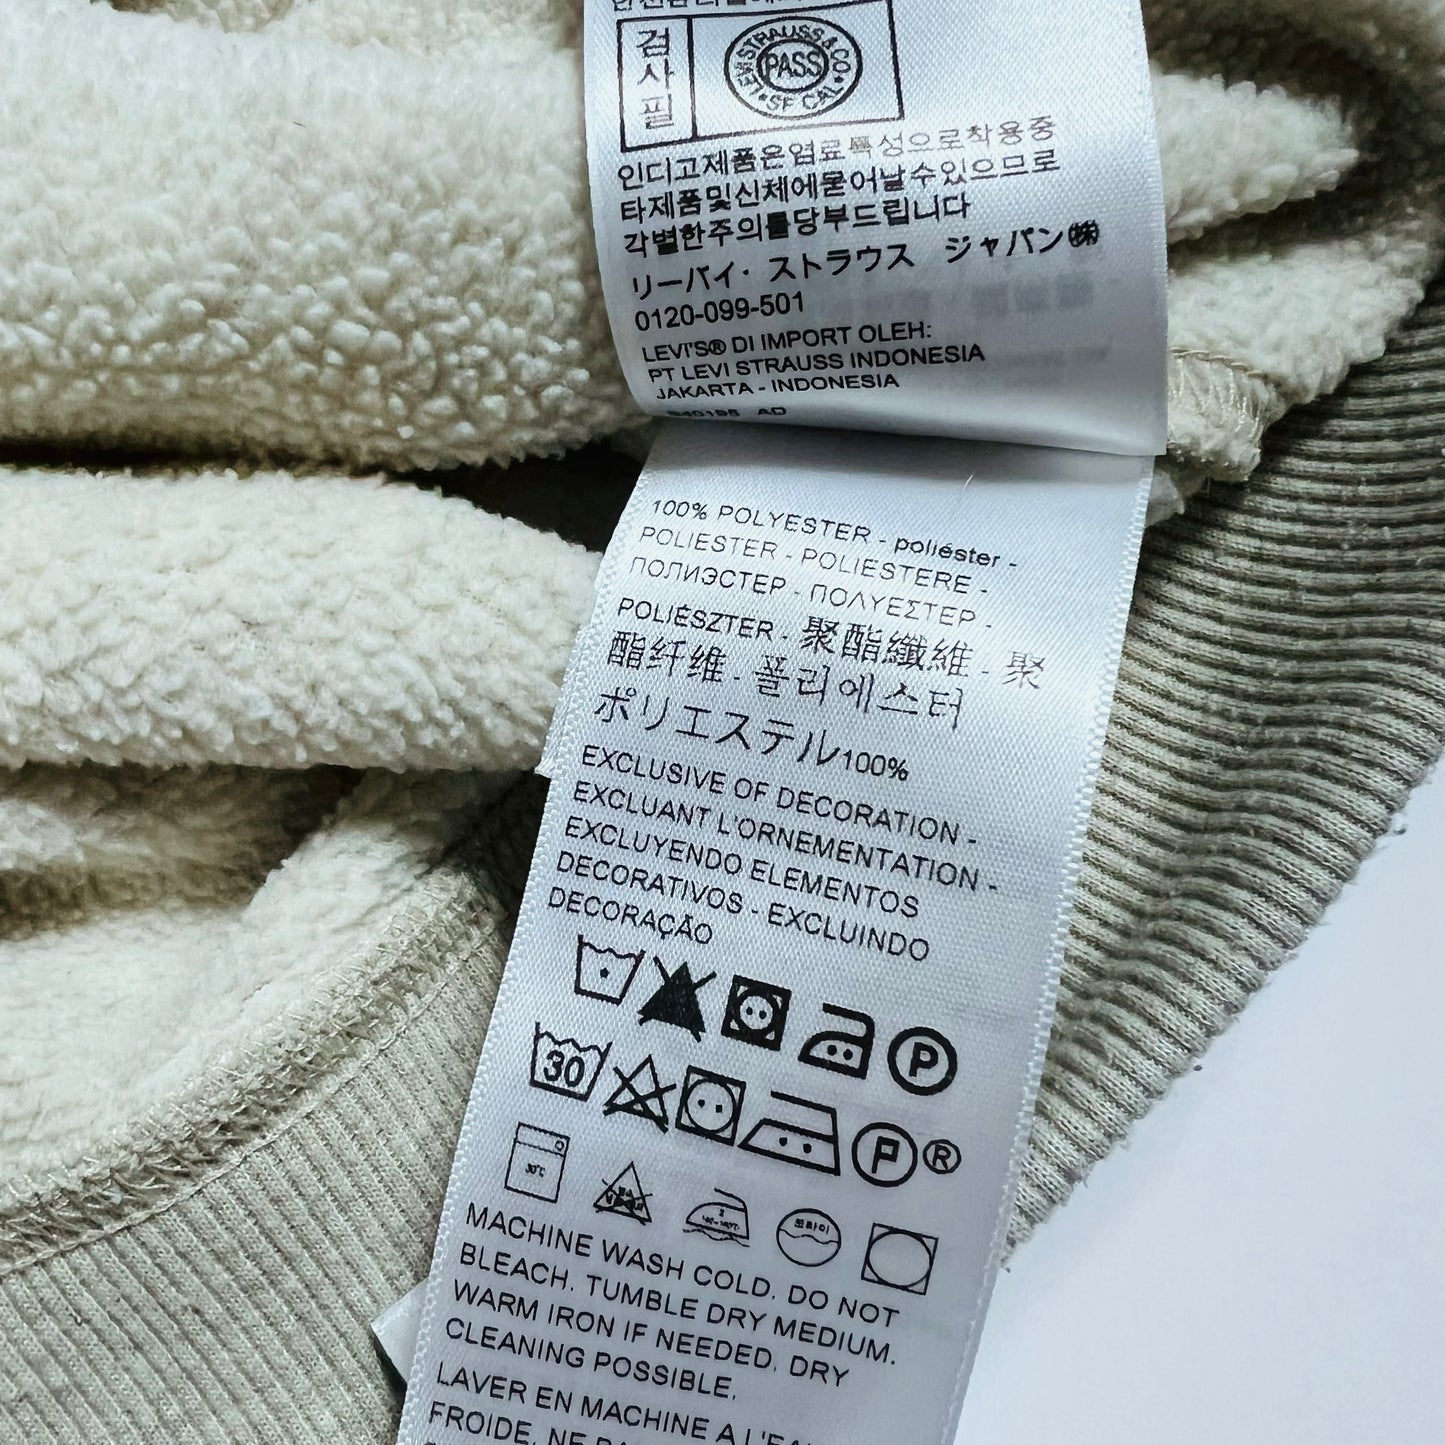 검
사
필
LEVI STRAUSS & CO
PASS
SF CAL
인디고제품은염료특성으로착용중
타제품및신체에묻어날수있으므로
각별한주의를당부드립니다
リーバイ・ストラウス ジャパン㈱
0120-099-501
LEVI'S® DI IMPORT OLEH:
PT LEVI STRAUSS INDONESIA
JAKARTA - INDONESIA
AD
100% POLYESTER - poliéster -
POLIESTER - POLIESTERE -
ПОЛИЭСТЕР - ΠΟΛΥΕΣΤΕΡ -
POLIÉSZTER - 聚酯纖維 - 聚
酯纤维 - 폴리에스터
ポリエステル100%
EXCLUSIVE OF DECORATION -
EXCLUANT L'ORNEMENTATION -
EXCLUYENDO ELEMENTOS
DECORATIVOS - EXCLUINDO
DECORAÇÃO
P
30
P ®
30℃
드라이
MACHINE WASH COLD. DO NOT
BLEACH. TUMBLE DRY MEDIUM.
WARM IRON IF NEEDED. DRY
CLEANING POSSIBLE.
LAVER EN MACHINE A L'EAU
FROIDE. NE